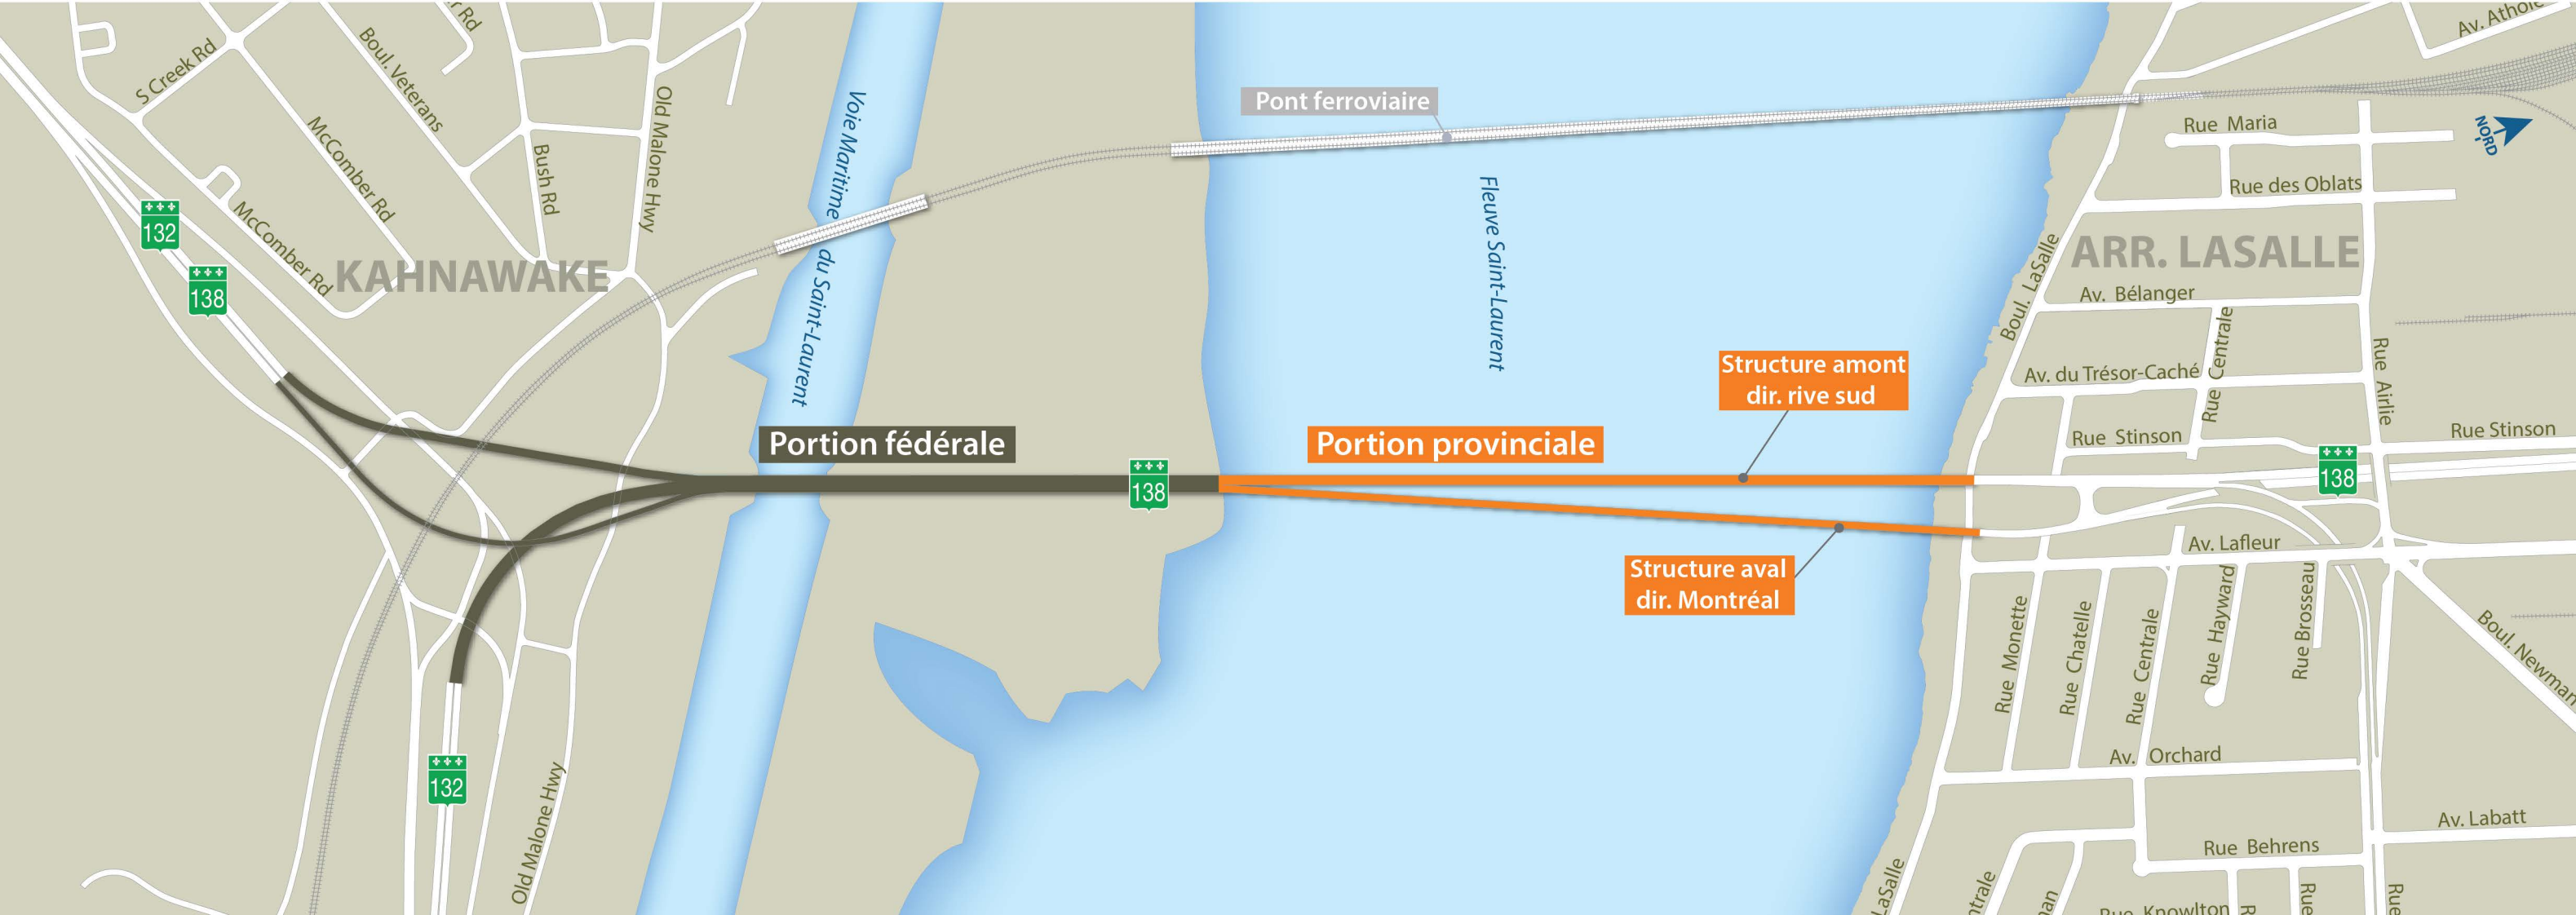 S Creek Rd
Boul. Veterans
McComber Rd
McComber Rd
Bush Rd
Old Malone Hwy
132
138
KAHNAWAKE
Voie Maritime du Saint-Laurent
Pont ferroviaire
Fleuve Saint-Laurent
Portion fédérale
138
Portion provinciale
Structure amont
dir. rive sud
Structure aval
dir. Montréal
132
Old Malone Hwy
NORD
Rue Maria
Rue des Oblats
ARR. LASALLE
Boul. LaSalle
Av. Bélanger
Rue Centrale
Av. du Trésor-Caché
Rue Airlie
Rue Stinson
Rue Stinson
138
Av. Lafleur
Rue Monette
Rue Chatelle
Rue Centrale
Rue Hayward
Rue Brosseau
Boul. Newman
Av. Orchard
Av. Labatt
Rue Behrens
LaSalle
Rue Knowlton
Rue
Rue